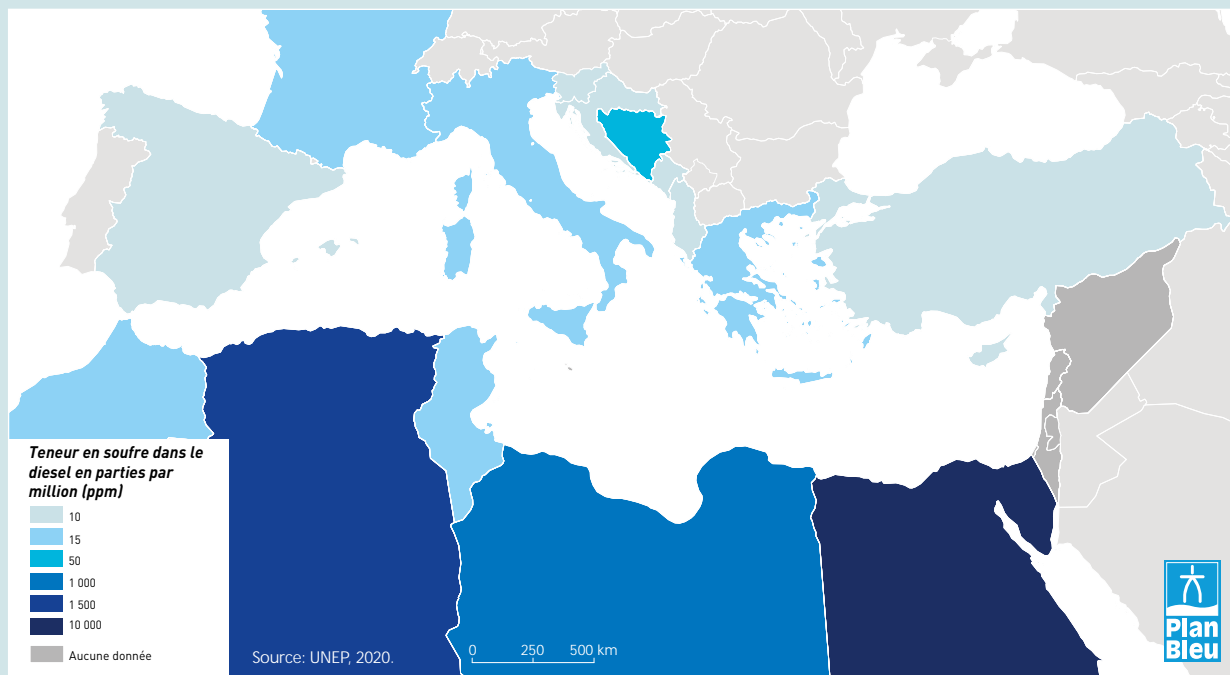 Teneur en soufre dans le
diesel en parties par
million (ppm)
10
15
50
1 000
1 500
10 000
Aucune donnée
Source: UNEP, 2020.
0 250 500 km
Plan
Bleu